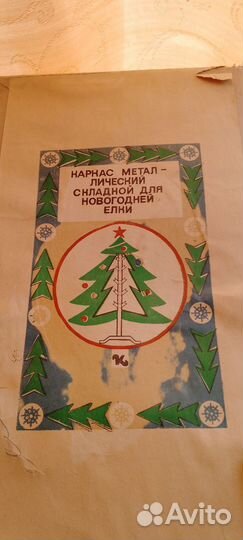 КАРКАС МЕТАЛ-
ЛИЧЕСКИЙ
СКЛАДНОЙ ДЛЯ
НОВОГОДНЕЙ
ЕЛКИ
Avito